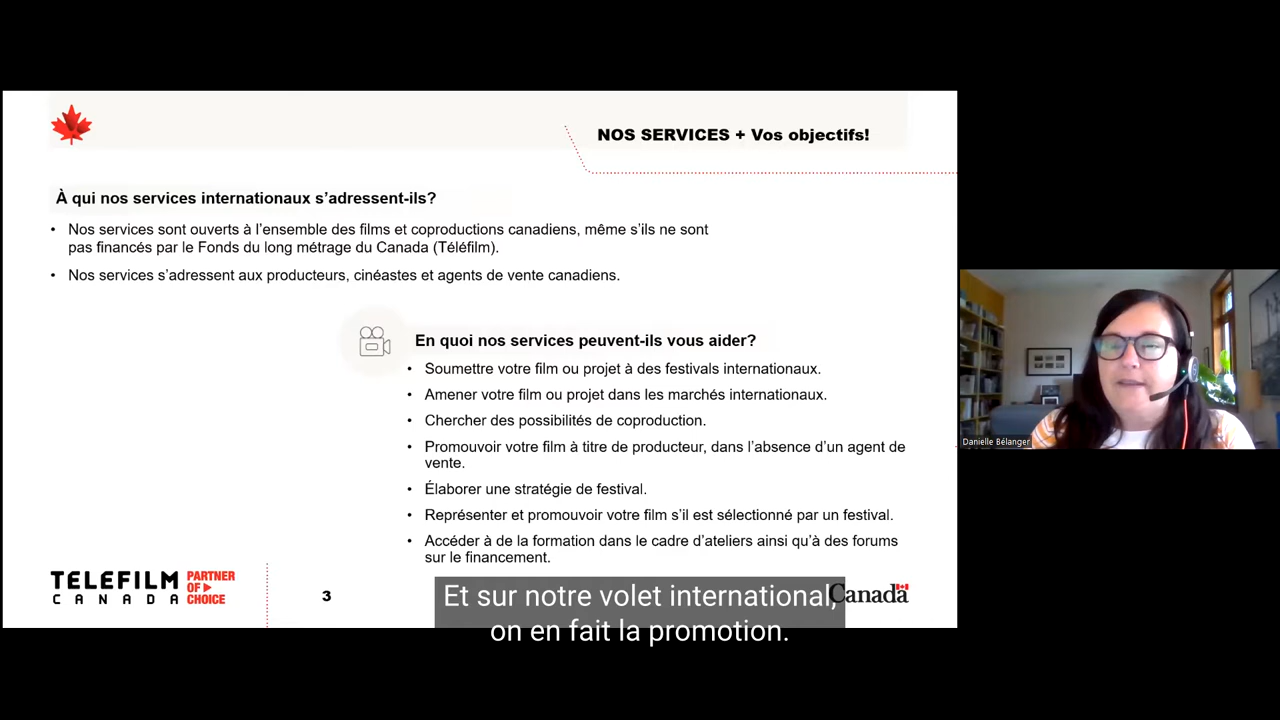 NOS SERVICES + Vos objectifs!
À qui nos services internationaux s’adressent-ils?
• Nos services sont ouverts à l’ensemble des films et coproductions canadiens, même s’ils ne sont
pas financés par le Fonds du long métrage du Canada (Téléfilm).
• Nos services s’adressent aux producteurs, cinéastes et agents de vente canadiens.
En quoi nos services peuvent-ils vous aider?
• Soumettre votre film ou projet à des festivals internationaux.
• Amener votre film ou projet dans les marchés internationaux.
• Chercher des possibilités de coproduction.
• Promouvoir votre film à titre de producteur, dans l’absence d’un agent de
vente.
• Élaborer une stratégie de festival.
• Représenter et promouvoir votre film s’il est sélectionné par un festival.
• Accéder à de la formation dans le cadre d’ateliers ainsi qu’à des forums
sur le financement.
TELEFILM
CANADA
PARTNER
OF
CHOICE
3
Canada
Et sur notre volet international,
on en fait la promotion.
Danielle Bélanger